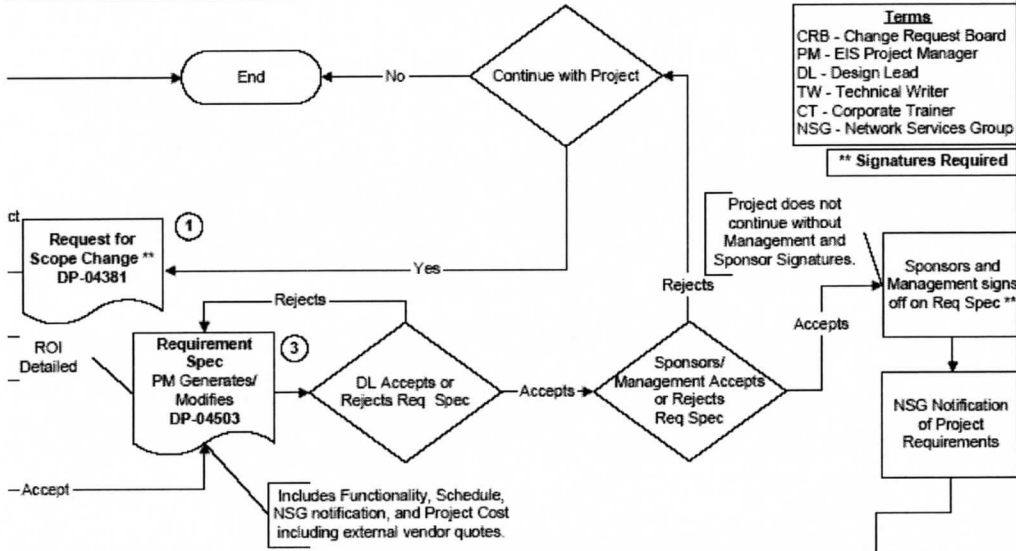 Terms
CRB - Change Request Board
PM - EIS Project Manager
DL - Design Lead
TW - Technical Writer
CT - Corporate Trainer
NSG - Network Services Group
** Signatures Required
End
No
Continue with Project
ct
Request for
Scope Change **
DP-04381
1
Yes
Rejects
Project does not
continue without
Management and
Sponsor Signatures.
Sponsors and
Management signs
off on Req Spec **
Rejects
Accepts
ROI
Detailed
Requirement
Spec
PM Generates/
Modifies
DP-04503
3
DL Accepts or
Rejects Req Spec
Accepts
Sponsors/
Management Accepts
or Rejects
Req Spec
NSG Notification
of Project
Requirements
Accept
Includes Functionality, Schedule,
NSG notification, and Project Cost
including external vendor quotes.